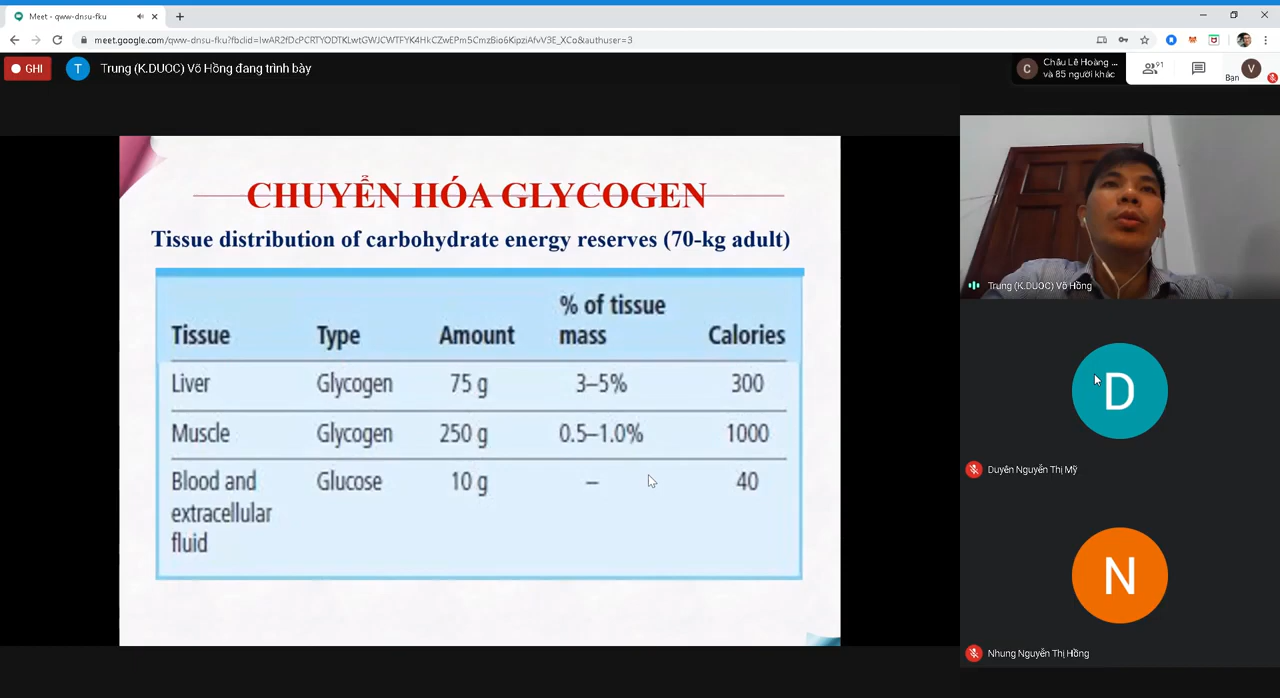 Meet - qww-dnsu-fku
meet.google.com/qww-dnsu-fku?fbclid=IwAR2fDcPCRTYODTKLwtGWJCWTFYK4HkCZwEPm5CmzBio6KipziAfvV3E_XCo&authuser=3
GHI
T
Trung (K.DUOC) Võ Hồng đang trình bày
C
Châu Lê Hoàng ...
và 85 người khác
91
Bạn
V
CHUYỂN HÓA GLYCOGEN
Tissue distribution of carbohydrate energy reserves (70-kg adult)
Tissue Type Amount % of tissue mass Calories
Liver Glycogen 75 g 3–5% 300
Muscle Glycogen 250 g 0.5–1.0% 1000
Blood and extracellular fluid Glucose 10 g – 40
Trung (K.DUOC) Võ Hồng
D
Duyên Nguyễn Thị Mỹ
N
Nhung Nguyễn Thị Hồng